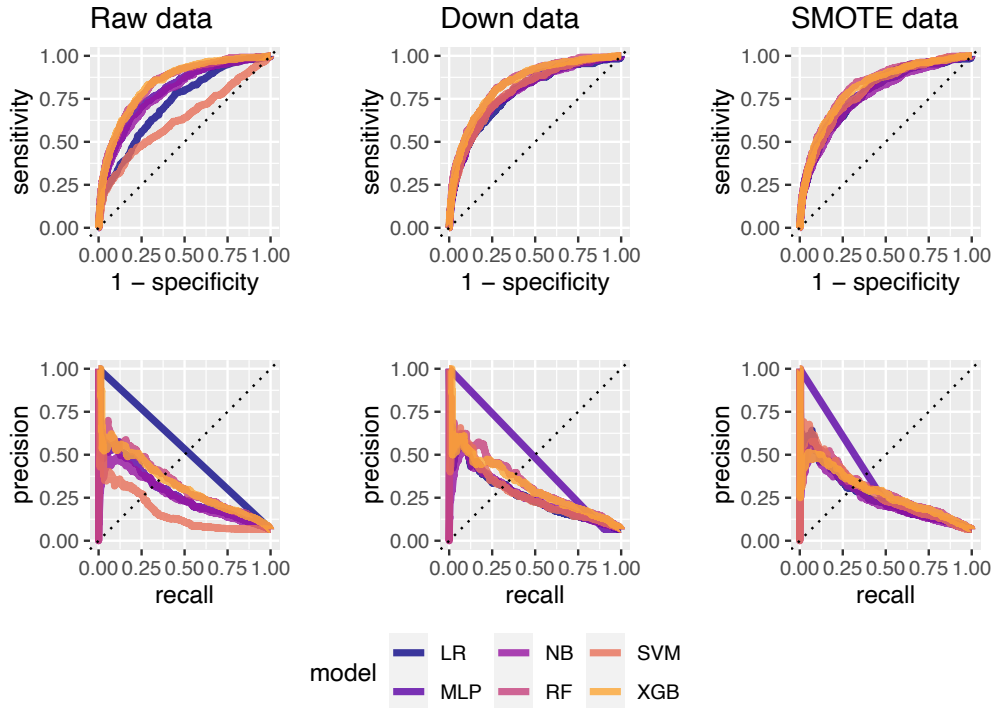 Raw data Down data SMOTE data
1.00 1.00 1.00
0.75 0.75 0.75
0.50 0.50 0.50
0.25 0.25 0.25
0.00 0.00 0.00
sensitivity sensitivity sensitivity
0.00 0.25 0.50 0.75 1.00 0.00 0.25 0.50 0.75 1.00 0.00 0.25 0.50 0.75 1.00
1 − specificity 1 − specificity 1 − specificity
1.00 1.00 1.00
0.75 0.75 0.75
0.50 0.50 0.50
0.25 0.25 0.25
0.00 0.00 0.00
precision precision precision
0.00 0.25 0.50 0.75 1.00 0.00 0.25 0.50 0.75 1.00 0.00 0.25 0.50 0.75 1.00
recall recall recall
model
LR NB SVM
MLP RF XGB